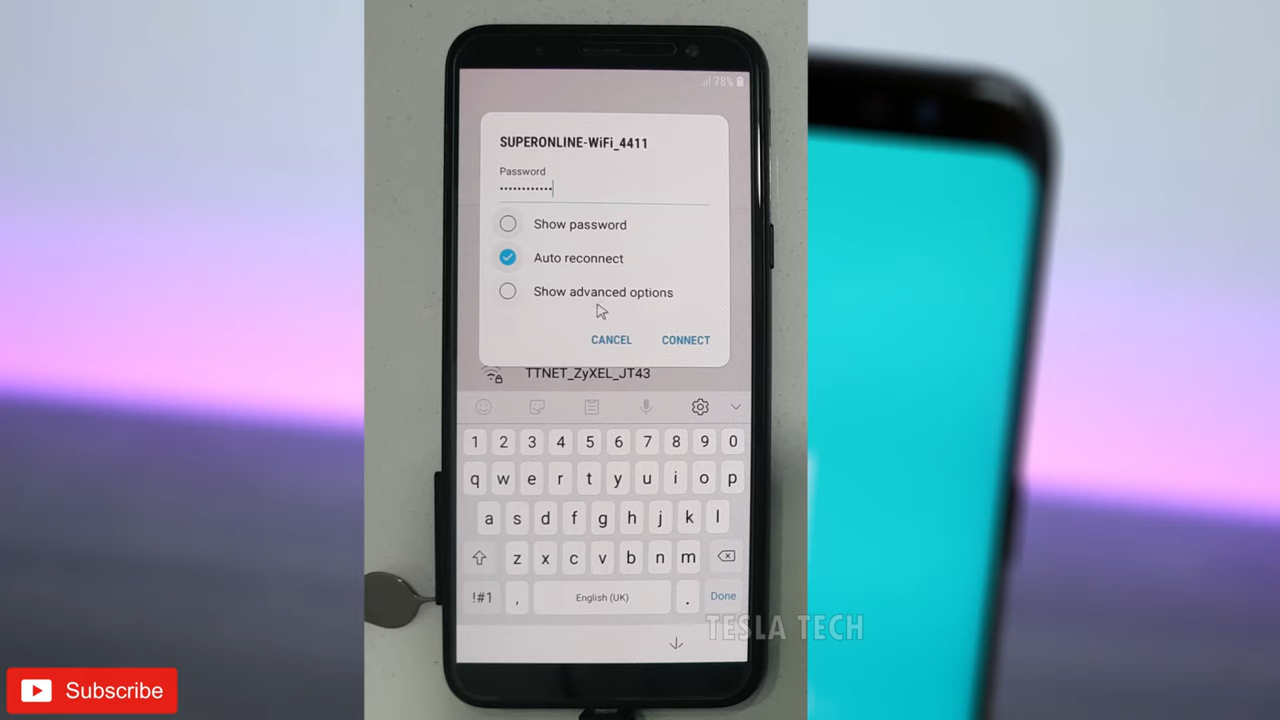 78%
SUPERONLINE-WiFi_4411
Password
••••••••••••
Show password
Auto reconnect
Show advanced options
CANCEL CONNECT
TTNET_ZyXEL_JT43
1 2 3 4 5 6 7 8 9 0
q w e r t y u i o p
a s d f g h j k l
z x c v b n m
!#1 , English (UK) . Done
TESLA TECH
Subscribe